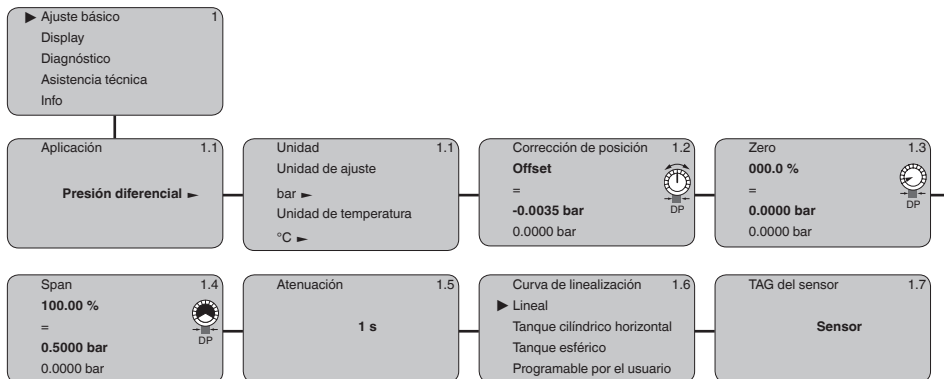 ▶ Ajuste básico 1
Display
Diagnóstico
Asistencia técnica
Info
Aplicación 1.1
Presión diferencial ►
Unidad 1.1
Unidad de ajuste
bar ►
Unidad de temperatura
°C ►
Corrección de posición 1.2
Offset
=
-0.0035 bar
0.0000 bar
DP
Zero 1.3
000.0 %
=
0.0000 bar
0.0000 bar
DP
Span 1.4
100.00 %
=
0.5000 bar
0.0000 bar
DP
Atenuación 1.5
1 s
Curva de linealización 1.6
▶ Lineal
Tanque cilíndrico horizontal
Tanque esférico
Programable por el usuario
TAG del sensor 1.7
Sensor